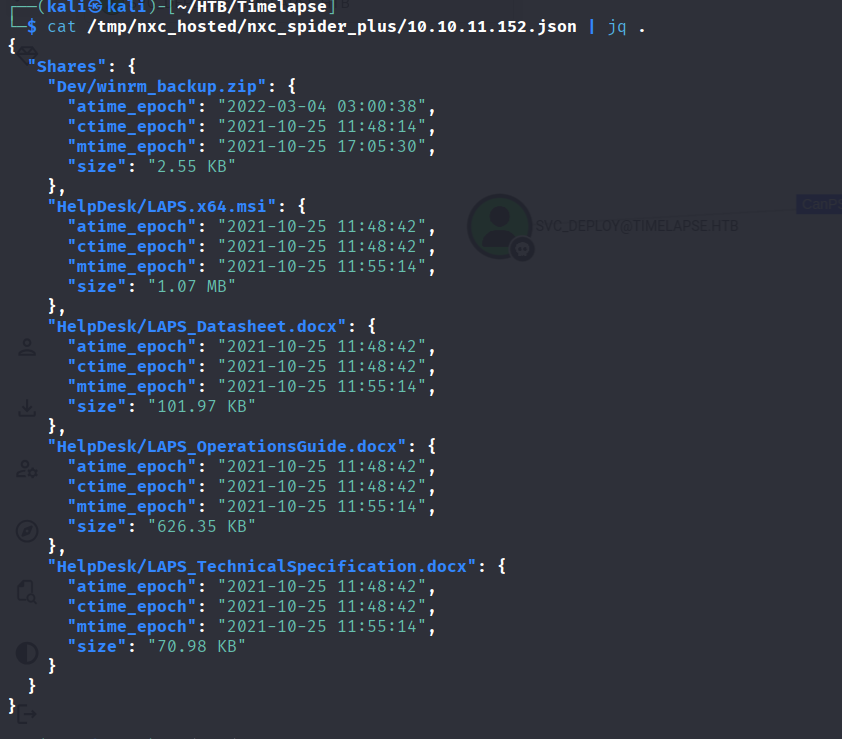 ┌──(kali㉿kali)-[~/HTB/Timelapse]
└─$ cat /tmp/nxc_hosted/nxc_spider_plus/10.10.11.152.json | jq .
{
  "Shares": {
    "Dev/winrm_backup.zip": {
      "atime_epoch": "2022-03-04 03:00:38",
      "ctime_epoch": "2021-10-25 11:48:14",
      "mtime_epoch": "2021-10-25 17:05:30",
      "size": "2.55 KB"
    },
    "HelpDesk/LAPS.x64.msi": {
      "atime_epoch": "2021-10-25 11:48:42",
      "ctime_epoch": "2021-10-25 11:48:42",
      "mtime_epoch": "2021-10-25 11:55:14",
      "size": "1.07 MB"
    },
    "HelpDesk/LAPS_Datasheet.docx": {
      "atime_epoch": "2021-10-25 11:48:42",
      "ctime_epoch": "2021-10-25 11:48:42",
      "mtime_epoch": "2021-10-25 11:55:14",
      "size": "101.97 KB"
    },
    "HelpDesk/LAPS_OperationsGuide.docx": {
      "atime_epoch": "2021-10-25 11:48:42",
      "ctime_epoch": "2021-10-25 11:48:42",
      "mtime_epoch": "2021-10-25 11:55:14",
      "size": "626.35 KB"
    },
    "HelpDesk/LAPS_TechnicalSpecification.docx": {
      "atime_epoch": "2021-10-25 11:48:42",
      "ctime_epoch": "2021-10-25 11:48:42",
      "mtime_epoch": "2021-10-25 11:55:14",
      "size": "70.98 KB"
    }
  }
}
SVC_DEPLOY@TIMELAPSE.HTB